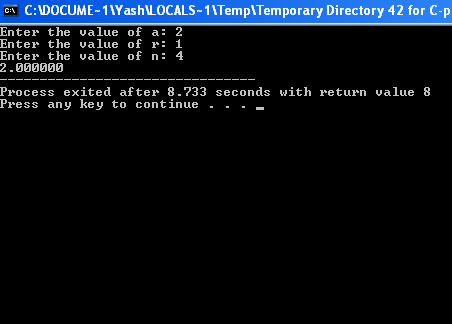 C:\DOCUME~1\Yash\LOCALS~1\Temp\Temporary Directory 42 for C-p
Enter the value of a: 2
Enter the value of r: 1
Enter the value of n: 4
2.000000
--------------------------------
Process exited after 8.733 seconds with return value 8
Press any key to continue . . . _